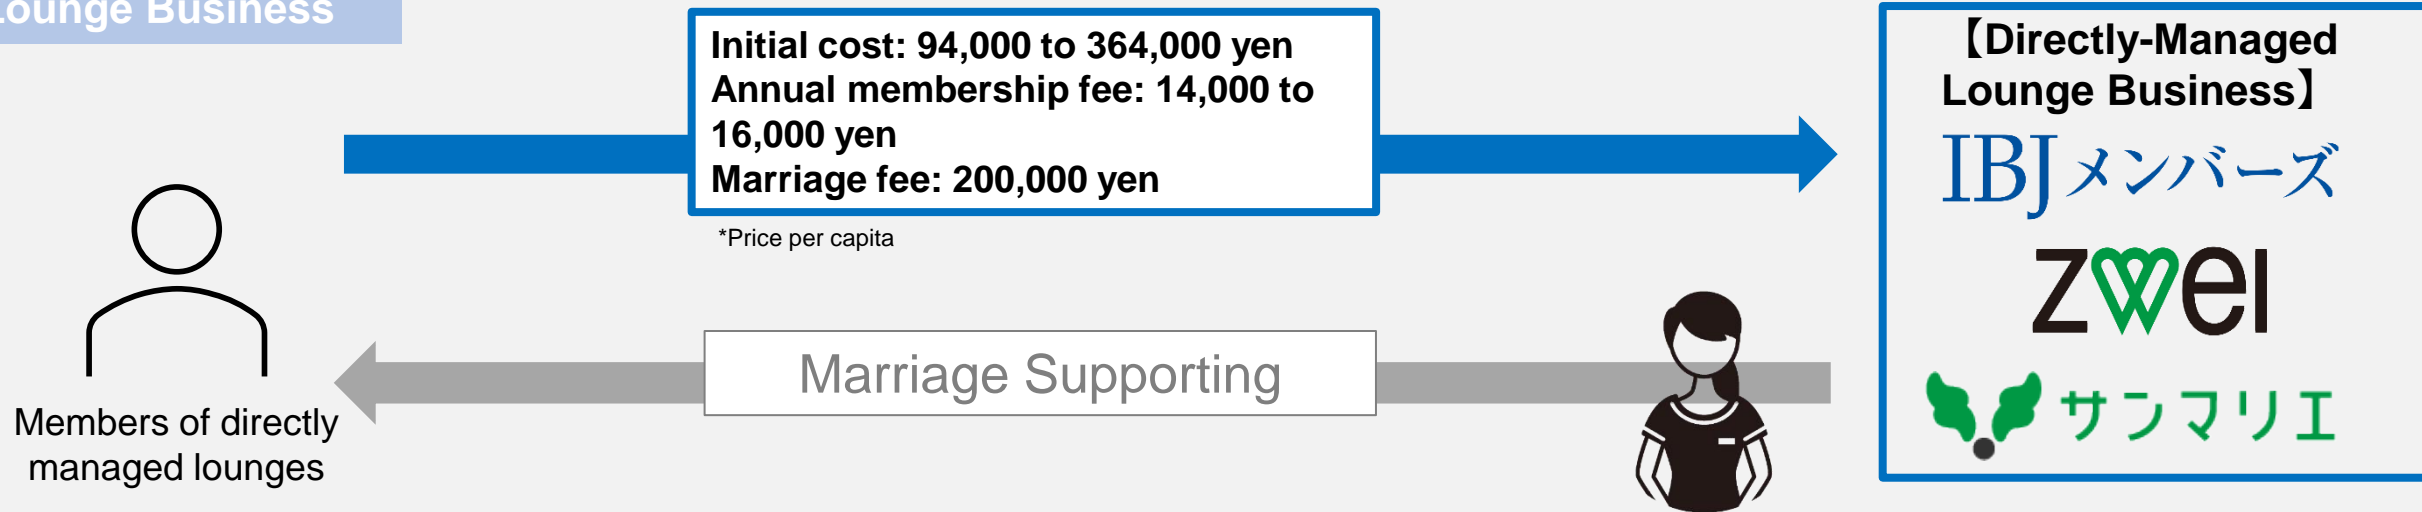 Lounge Business
Initial cost: 94,000 to 364,000 yen
Annual membership fee: 14,000 to
16,000 yen
Marriage fee: 200,000 yen
*Price per capita
Marriage Supporting
Members of directly
managed lounges
【Directly-Managed
Lounge Business】
IBJメンバーズ
zwei
サンマリエ